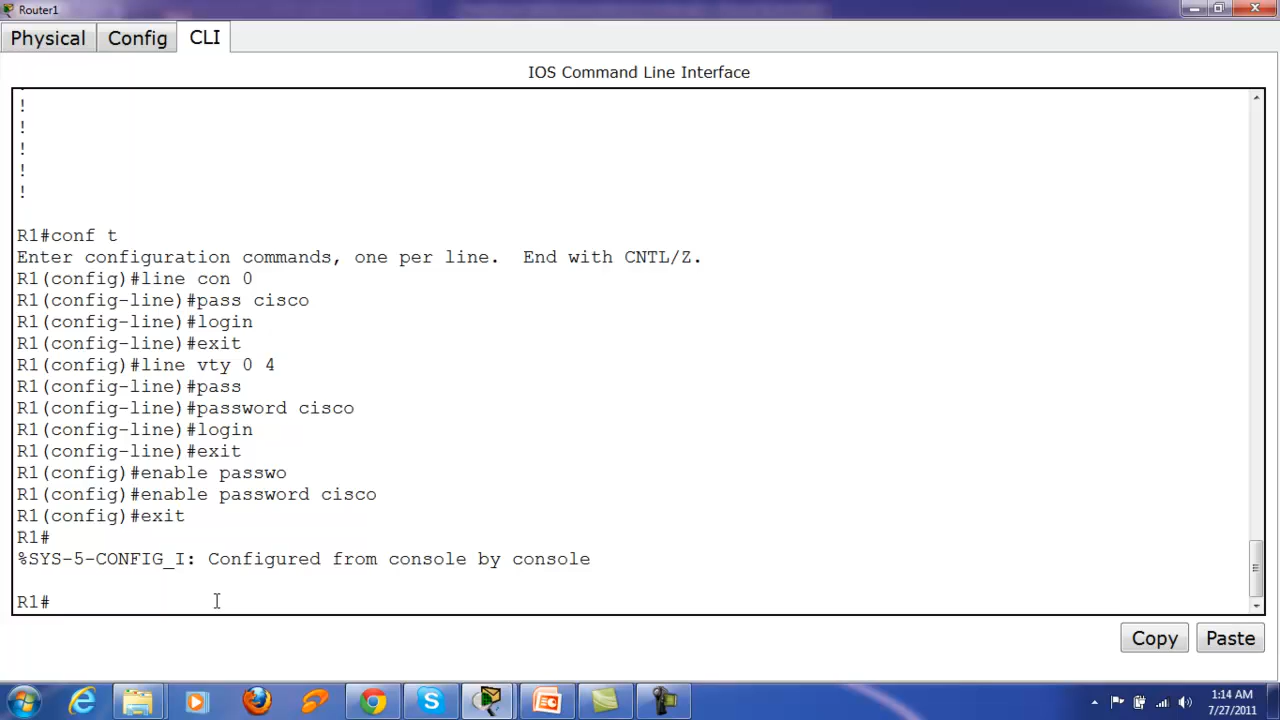 Router1
Physical Config CLI
IOS Command Line Interface
!
!
!
!
!
R1#conf t
Enter configuration commands, one per line.  End with CNTL/Z.
R1(config)#line con 0
R1(config-line)#pass cisco
R1(config-line)#login
R1(config-line)#exit
R1(config)#line vty 0 4
R1(config-line)#pass
R1(config-line)#password cisco
R1(config-line)#login
R1(config-line)#exit
R1(config)#enable passwo
R1(config)#enable password cisco
R1(config)#exit
R1#
%SYS-5-CONFIG_I: Configured from console by console
R1#
Copy Paste
1:14 AM
7/27/2011